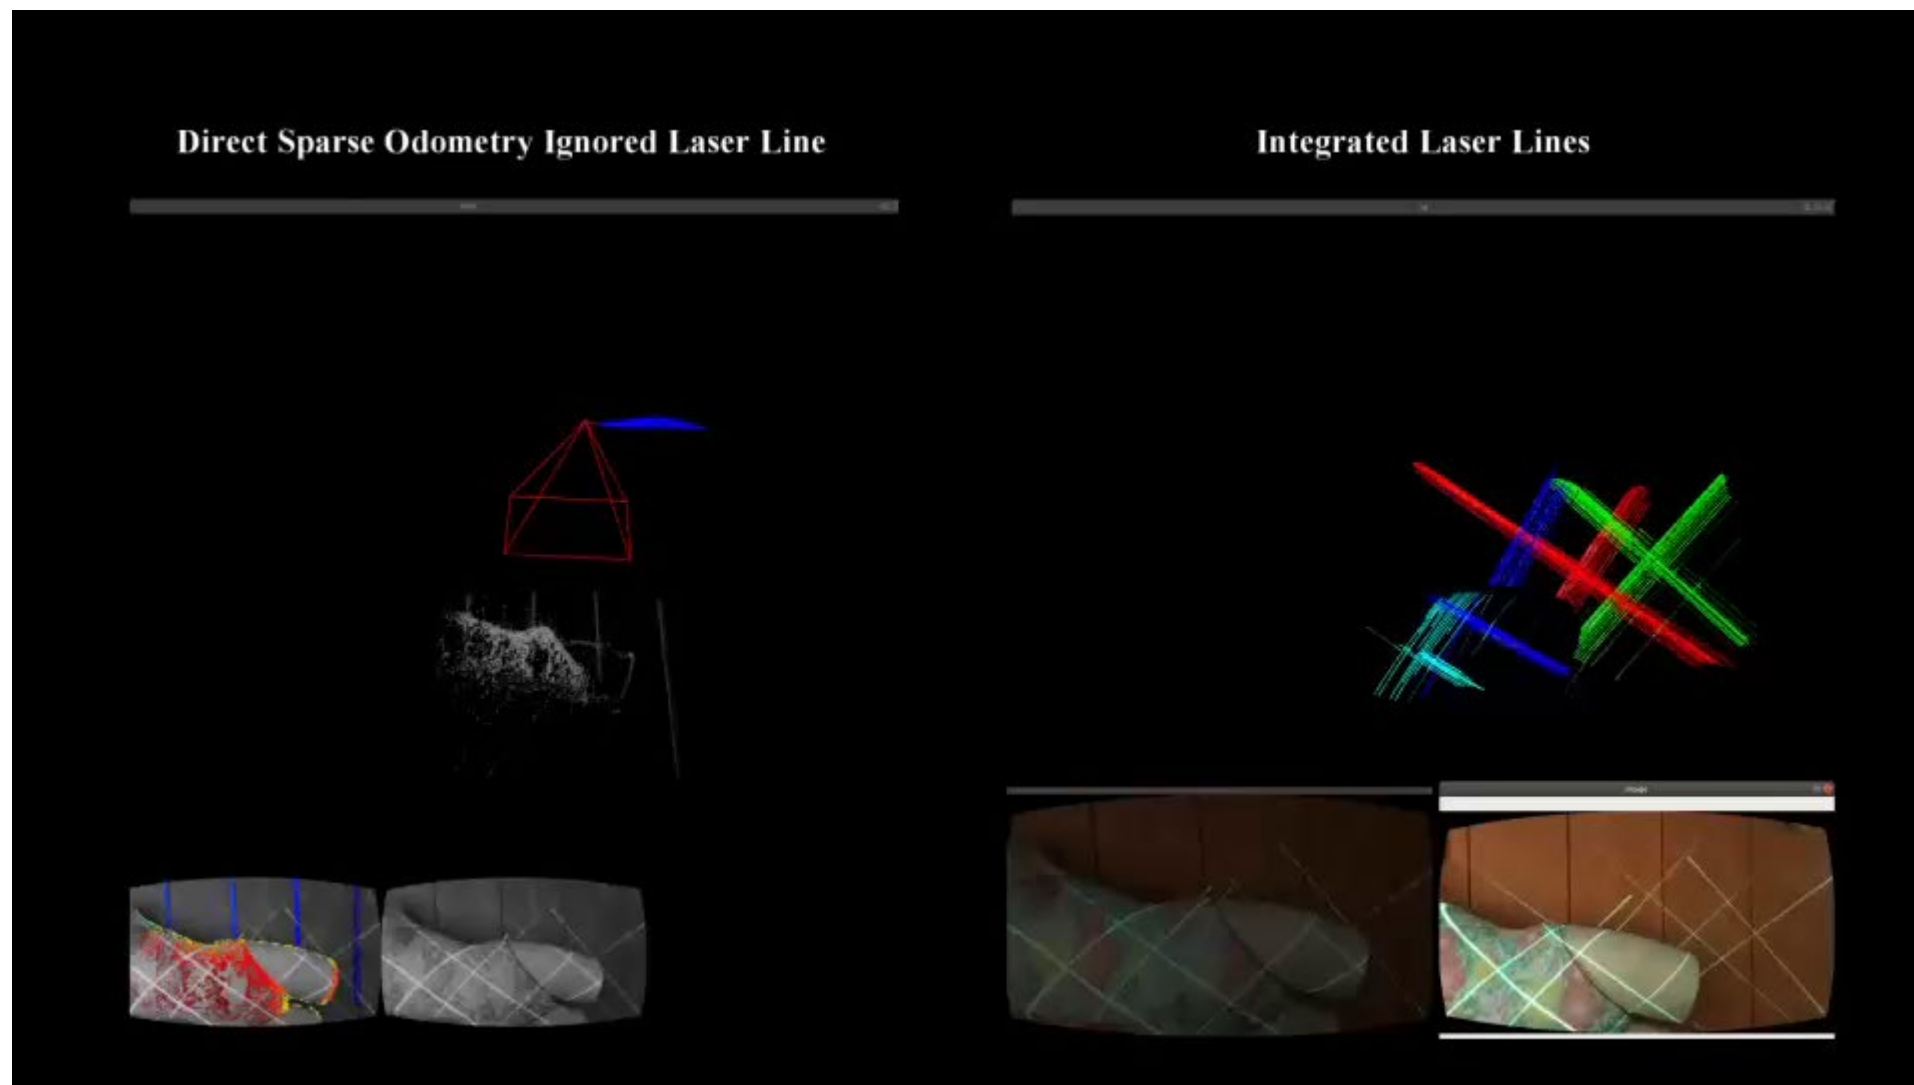 Direct Sparse Odometry Ignored Laser Line
Integrated Laser Lines